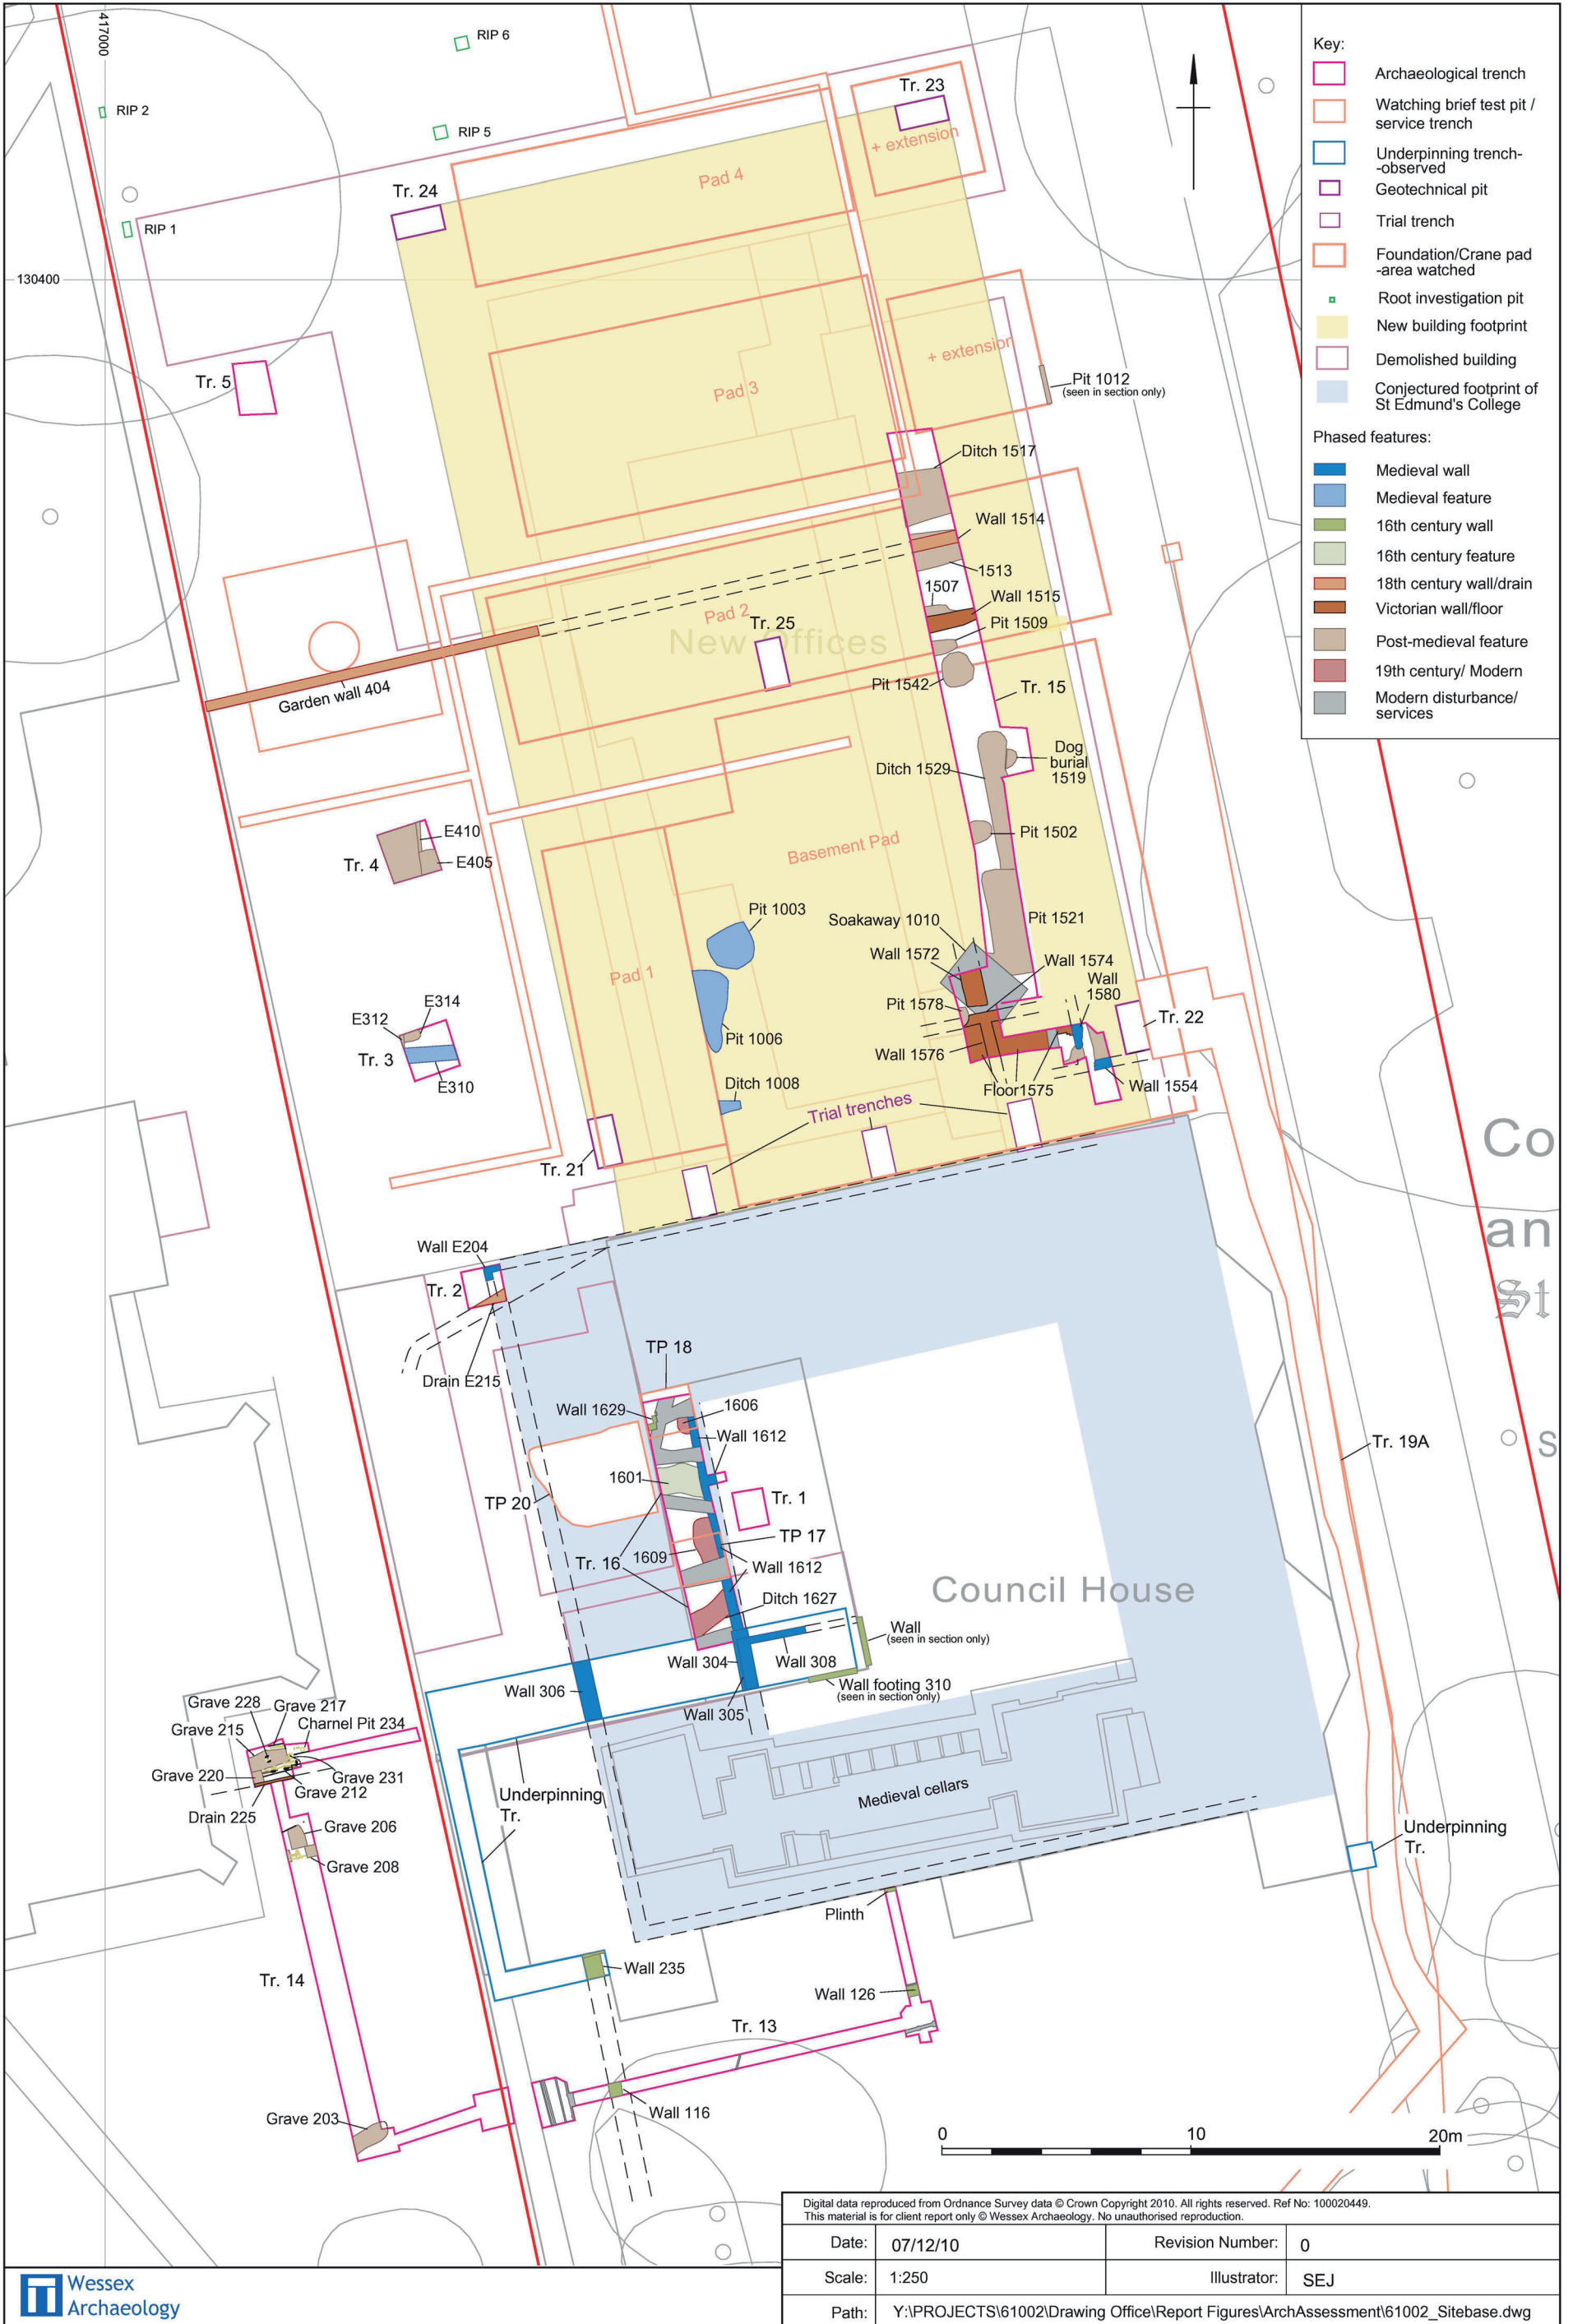 417000
RIP 6
RIP 2
RIP 5
RIP 1
Tr. 23
+ extension
Pad 4
Tr. 24
130400
Tr. 5
Pad 3
+ extension
Pit 1012
(seen in section only)
Ditch 1517
Wall 1514
1513
1507
Wall 1515
Pad 2
Tr. 25
Pit 1509
New Offices
Pit 1542
Tr. 15
Garden wall 404
Dog
burial
1519
Ditch 1529
E410
Tr. 4
E405
Pit 1502
Basement Pad
Pit 1003
Soakaway 1010
Pit 1521
Wall 1572
Wall 1574
Pad 1
Wall
1580
E314
E312
Pit 1578
Tr. 22
Pit 1006
Tr. 3
Wall 1576
E310
Ditch 1008
Floor1575
Wall 1554
Trial trenches
Tr. 21
Wall E204
Tr. 2
Drain E215
TP 18
Wall 1629
1606
Wall 1612
1601
TP 20
Tr. 1
TP 17
Tr. 16
1609
Wall 1612
Ditch 1627
Council House
Wall
(seen in section only)
Wall 304
Wall 308
Wall footing 310
(seen in section only)
Wall 306
Wall 305
Grave 228
Grave 217
Grave 215
Charnel Pit 234
Grave 220
Grave 231
Grave 212
Drain 225
Grave 206
Grave 208
Underpinning
Tr.
Medieval cellars
Underpinning
Tr.
Plinth
Tr. 14
Wall 235
Wall 126
Tr. 13
Wall 116
Grave 203
Tr. 19A
Co
an
St
s
Key:
Archaeological trench
Watching brief test pit /
service trench
Underpinning trench-
-observed
Geotechnical pit
Trial trench
Foundation/Crane pad
-area watched
Root investigation pit
New building footprint
Demolished building
Conjectured footprint of
St Edmund's College
Phased features:
Medieval wall
Medieval feature
16th century wall
16th century feature
18th century wall/drain
Victorian wall/floor
Post-medieval feature
19th century/ Modern
Modern disturbance/
services
0 10 20m
Digital data reproduced from Ordnance Survey data © Crown Copyright 2010. All rights reserved. Ref No: 100020449.
This material is for client report only © Wessex Archaeology. No unauthorised reproduction.
Date: 07/12/10 Revision Number: 0
Scale: 1:250 Illustrator: SEJ
Path: Y:\PROJECTS\61002\Drawing Office\Report Figures\ArchAssessment\61002_Sitebase.dwg
Wessex
Archaeology